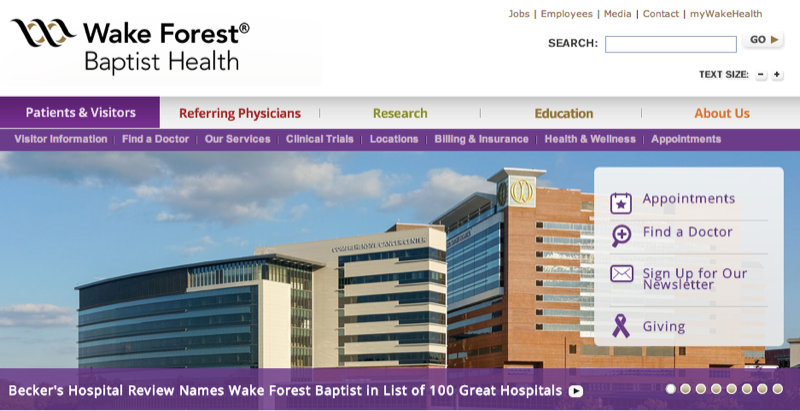 Jobs | Employees | Media | Contact | myWakeHealth
Wake Forest®
Baptist Health
SEARCH:
GO
TEXT SIZE: - +
Patients & Visitors | Referring Physicians | Research | Education | About Us
Visitor Information | Find a Doctor | Our Services | Clinical Trials | Locations | Billing & Insurance | Health & Wellness | Appointments
COMPREHENSIVE CANCER CENTER
Appointments
Find a Doctor
Sign Up for Our
Newsletter
Giving
Becker's Hospital Review Names Wake Forest Baptist in List of 100 Great Hospitals